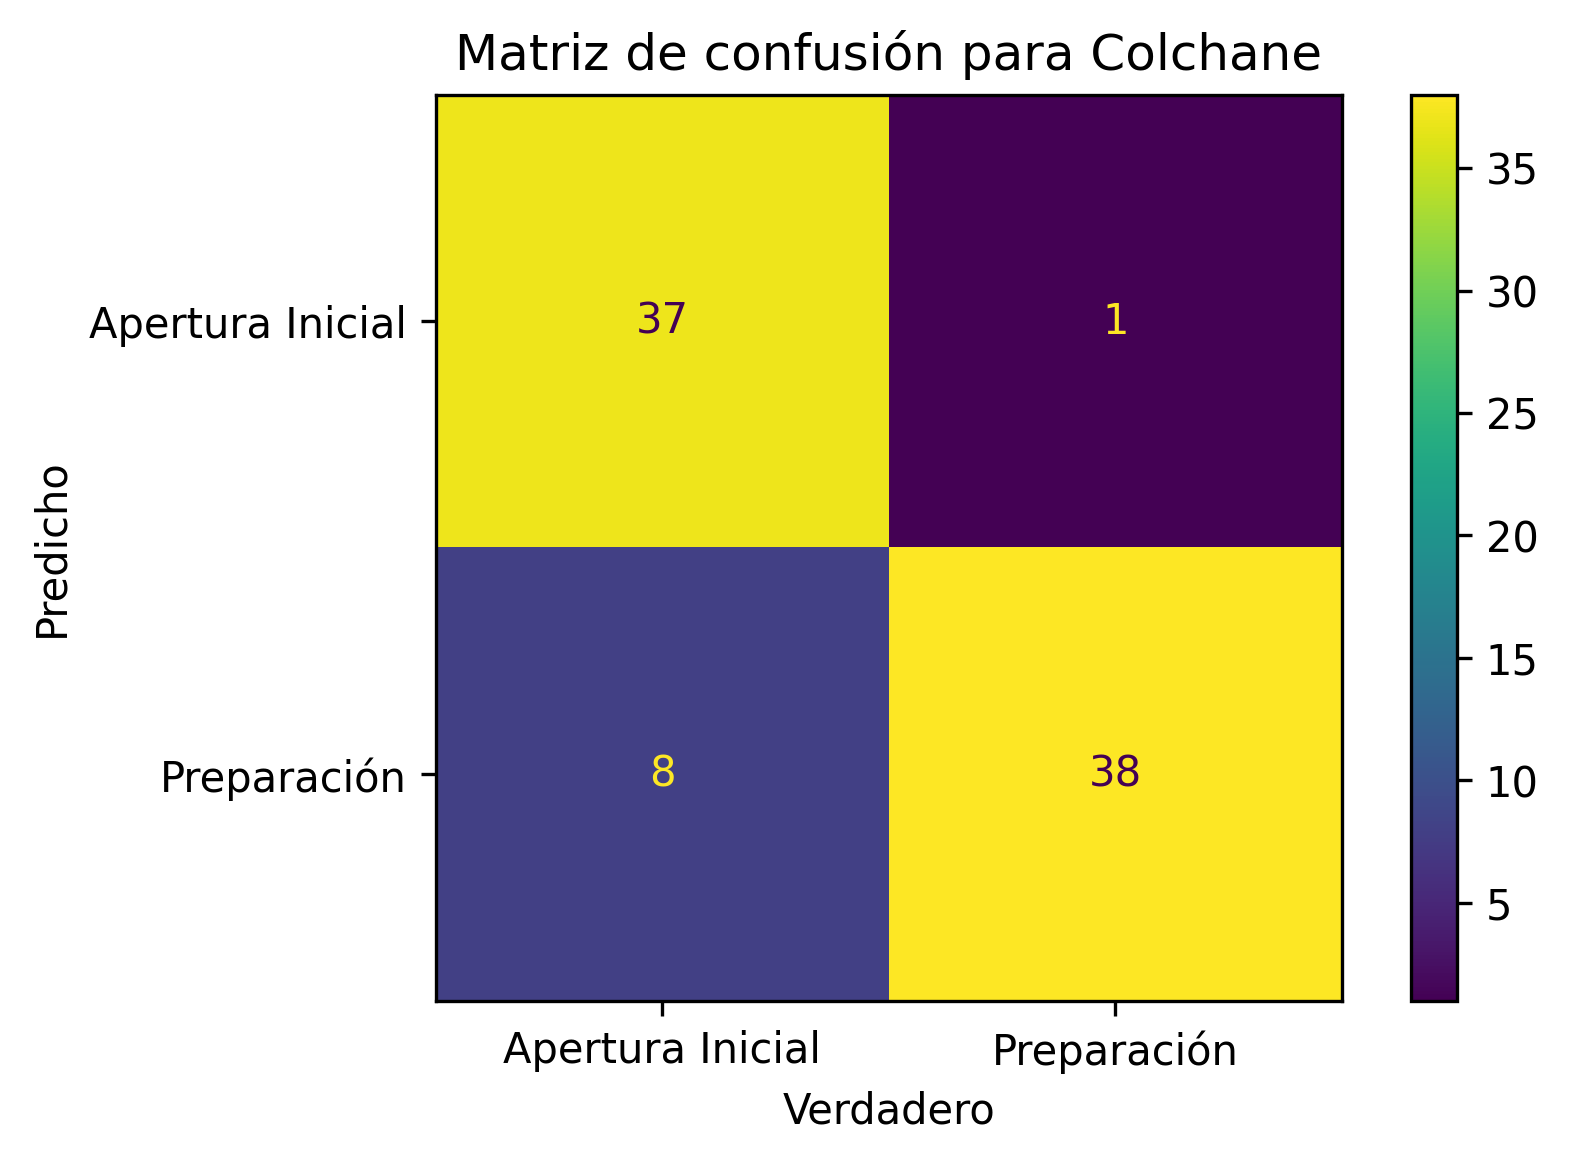 Matriz de confusión para Colchane
Predicho
Apertura Inicial
37
1
Preparación
8
38
Apertura Inicial
Preparación
Verdadero
35
30
25
20
15
10
5